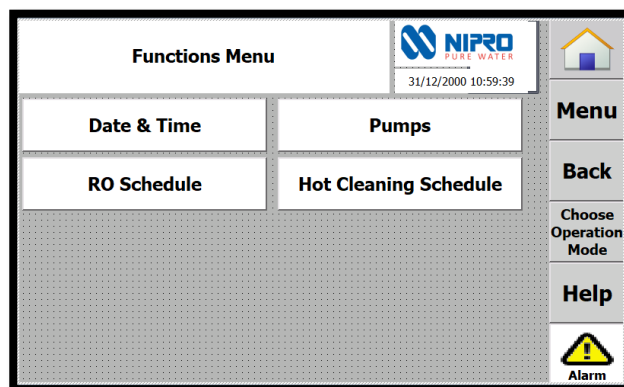 Functions Menu
NIPRO
PURE WATER
31/12/2000 10:59:39
Date & Time
Pumps
RO Schedule
Hot Cleaning Schedule
Menu
Back
Choose
Operation
Mode
Help
Alarm